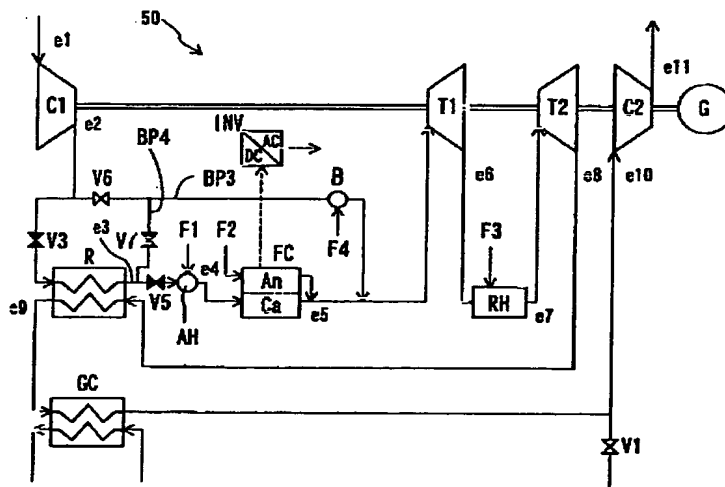 50
e1
e11
C1
T1
T2
C2
G
e2
INV
AC
DC
BP4
BP3
B
e6
e8
e10
V6
V3
V7
F1
F2
FC
F4
F3
R
e3
e4
An
Ca
V5
AH
e5
RH
e7
e9
GC
V1